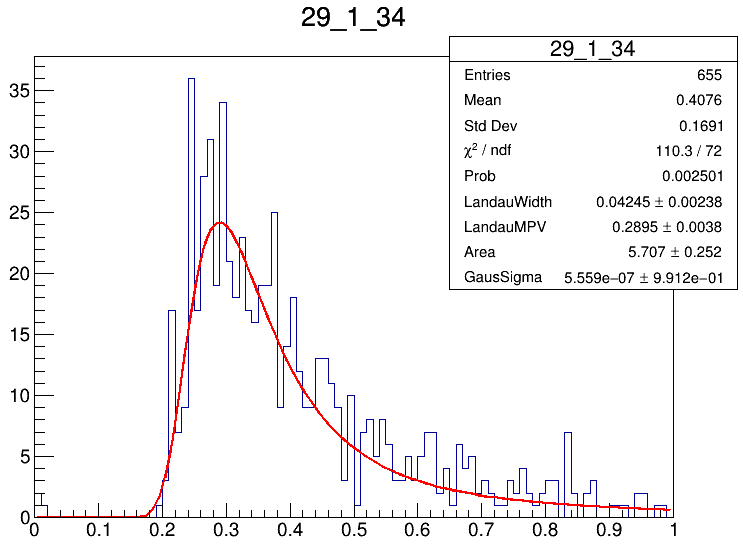 29_1_34
29_1_34
Entries 655
Mean 0.4076
Std Dev 0.1691
χ² / ndf 110.3 / 72
Prob 0.002501
LandauWidth 0.04245 ± 0.00238
LandauMPV 0.2895 ± 0.0038
Area 5.707 ± 0.252
GausSigma 5.559e−07 ± 9.912e−01
35
30
25
20
15
10
5
0
0 0.1 0.2 0.3 0.4 0.5 0.6 0.7 0.8 0.9 1